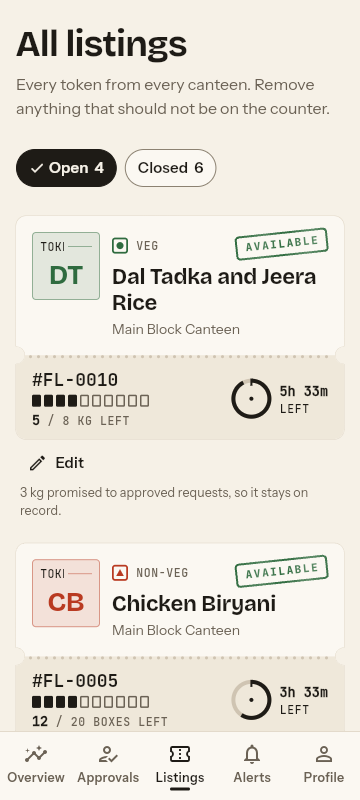 All listings
Every token from every canteen. Remove
anything that should not be on the counter.
Open 4
Closed 6
TOK
DT
VEG
AVAILABLE
Dal Tadka and Jeera
Rice
Main Block Canteen
#FL-0010
5 / 8 KG LEFT
5h 33m
LEFT
Edit
3 kg promised to approved requests, so it stays on
record.
TOK
CB
NON-VEG
AVAILABLE
Chicken Biryani
Main Block Canteen
#FL-0005
12 / 20 BOXES LEFT
3h 33m
LEFT
Overview
Approvals
Listings
Alerts
Profile